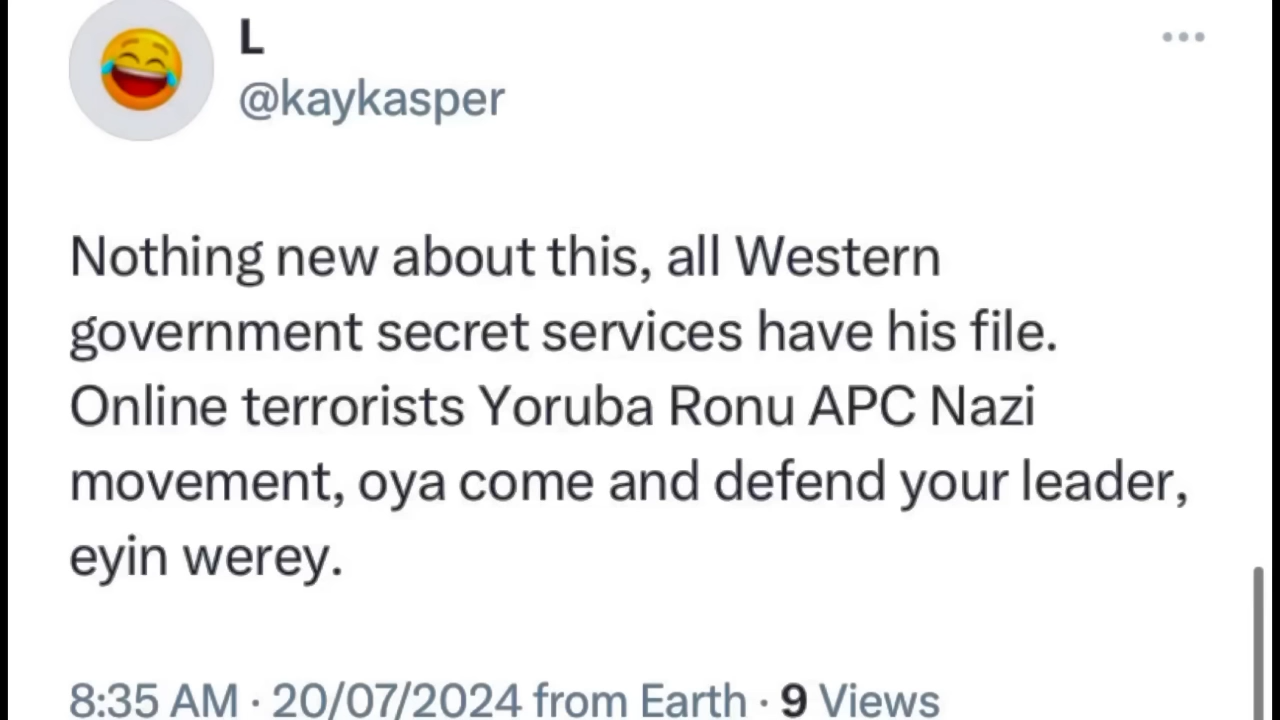 L
@kaykasper
Nothing new about this, all Western
government secret services have his file.
Online terrorists Yoruba Ronu APC Nazi
movement, oya come and defend your leader,
eyin werey.
8:35 AM · 20/07/2024 from Earth · 9 Views